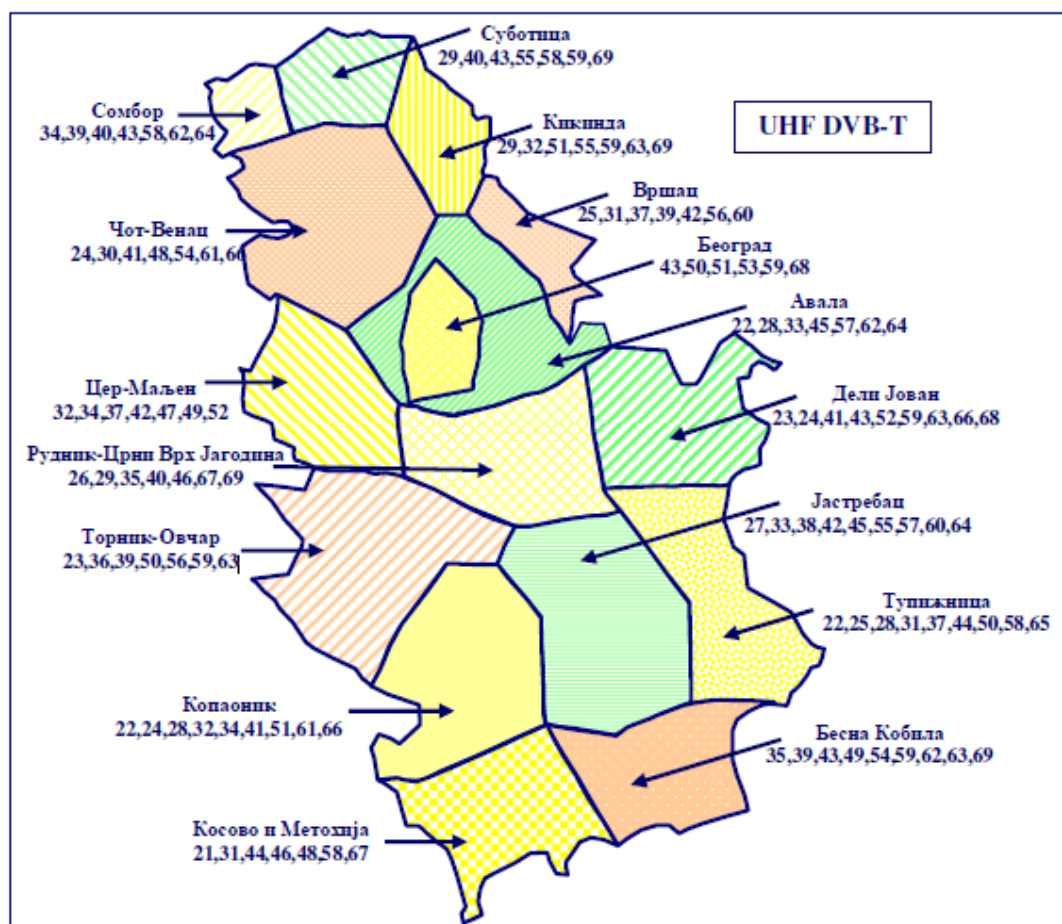 Суботица
29,40,43,55,58,59,69
Сомбор
34,39,40,43,58,62,64
UHF DVB-T
Кикинда
29,32,51,55,59,63,69
Вршац
25,31,37,39,42,56,60
Чот-Венац
24,30,41,48,54,61,66
Београд
43,50,51,53,59,68
Авала
22,28,33,45,57,62,64
Цер-Маљен
32,34,37,42,47,49,52
Дели Јован
23,24,41,43,52,59,63,66,68
Рудник-Црни Врх Јагодина
26,29,35,40,46,67,69
Јастребац
27,33,38,42,45,55,57,60,64
Торник-Овчар
23,36,39,50,56,59,63
Тупижница
22,25,28,31,37,44,50,58,65
Копаоник
22,24,28,32,34,41,51,61,66
Бесна Кобила
35,39,43,49,54,59,62,63,69
Косово и Метохија
21,31,44,46,48,58,67